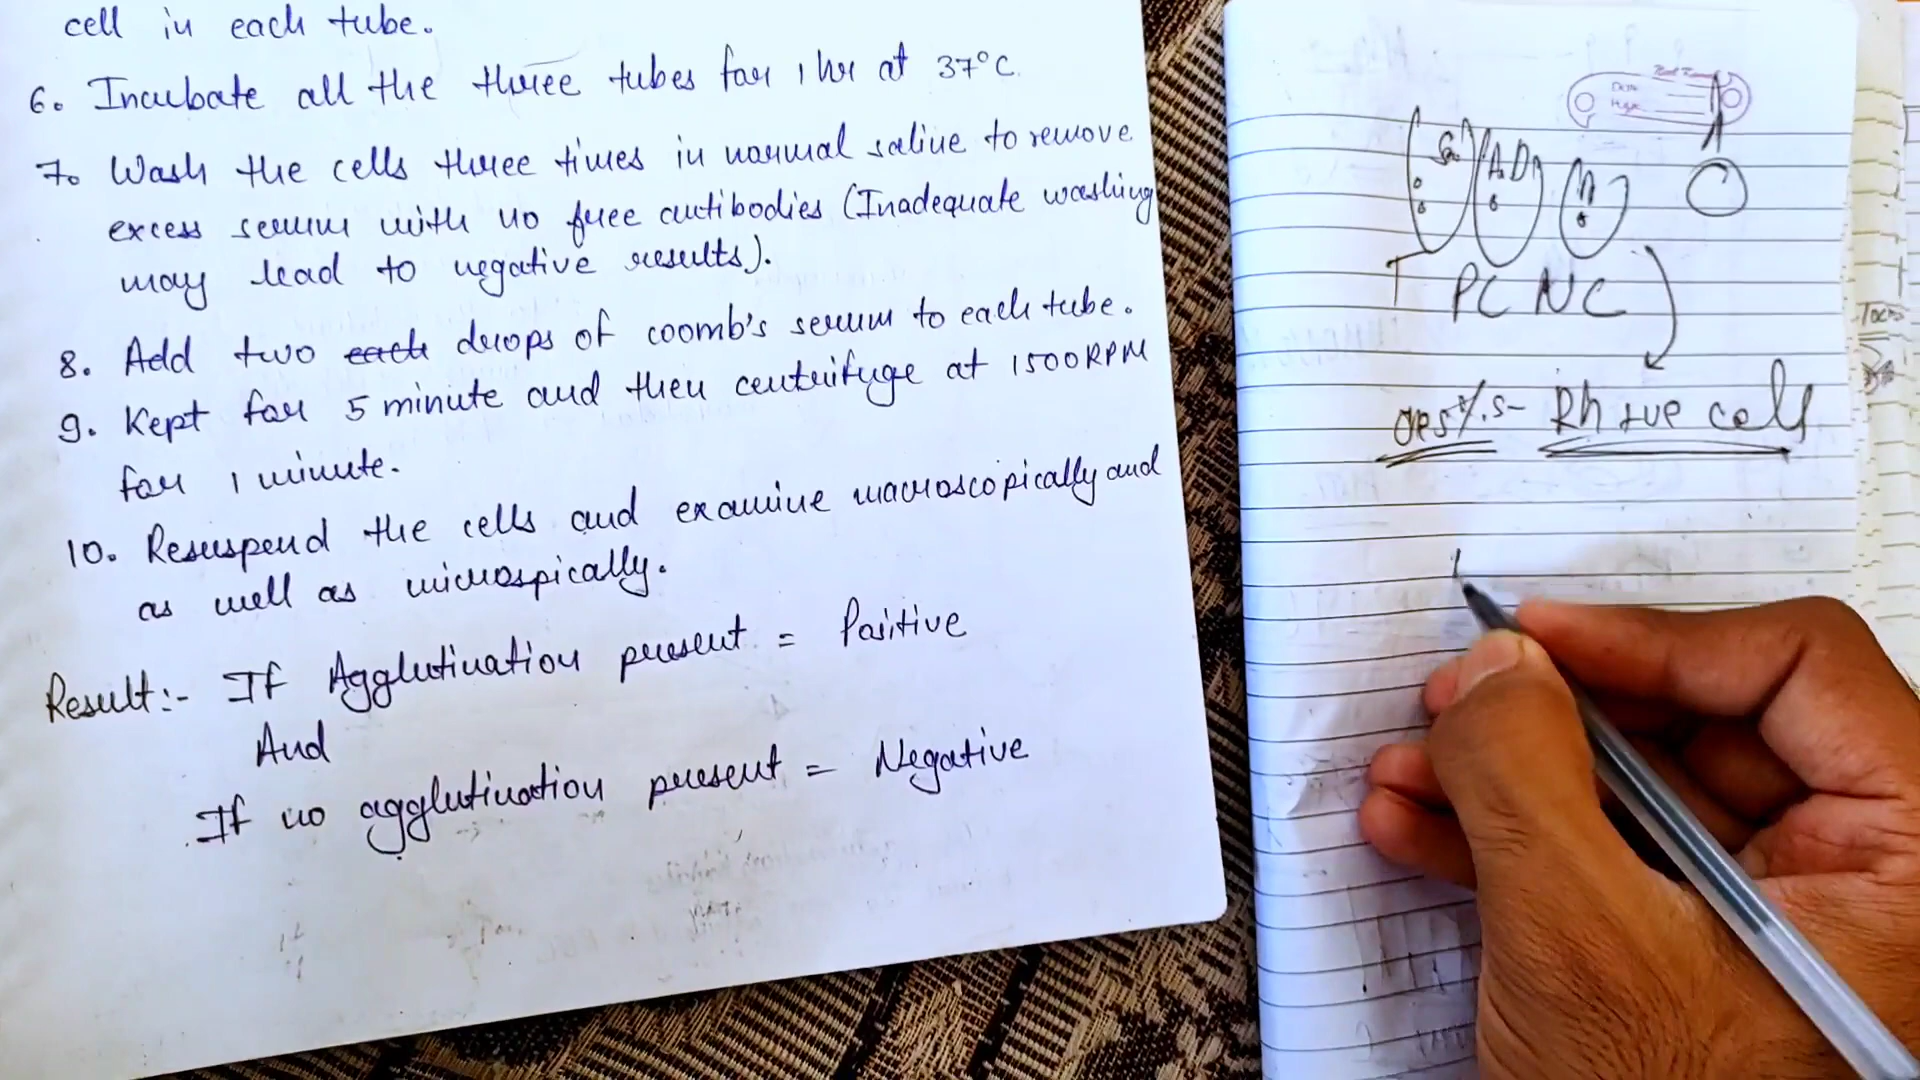 cell in each tube.
6. Incubate all the three tubes for 1 hr at 37°C.
7. Wash the cells three times in normal saline to remove
excess serum with no free antibodies (Inadequate washing
may lead to negative results).
8. Add two each drops of coomb's serum to each tube.
9. Kept for 5 minute and then centrifuge at 1500RPM
for 1 minute.
10. Resuspend the cells and examine macroscopically and
as well as microspically.
Result:- If Agglutination present = Positive
And
If no agglutination present = Negative
A.D
T PC NC
Rh +ve cell